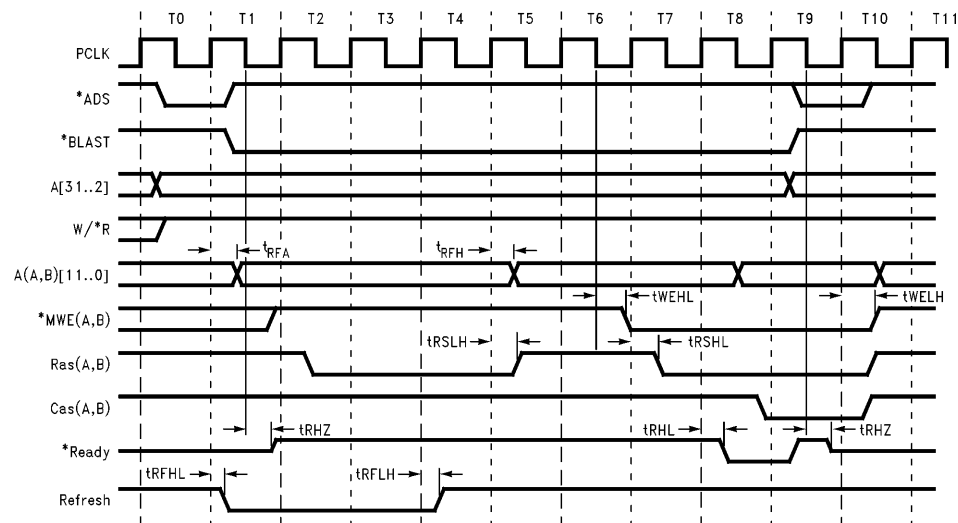 T0 T1 T2 T3 T4 T5 T6 T7 T8 T9 T10 T11
PCLK
*ADS
*BLAST
A[31..2]
W/*R
tRFA tRFH
A(A,B)[11..0]
tWEHL tWELH
*MWE(A,B)
tRSLH tRSHL
Ras(A,B)
Cas(A,B)
tRHZ tRHL tRHZ
*Ready
tRFHL tRFLH
Refresh